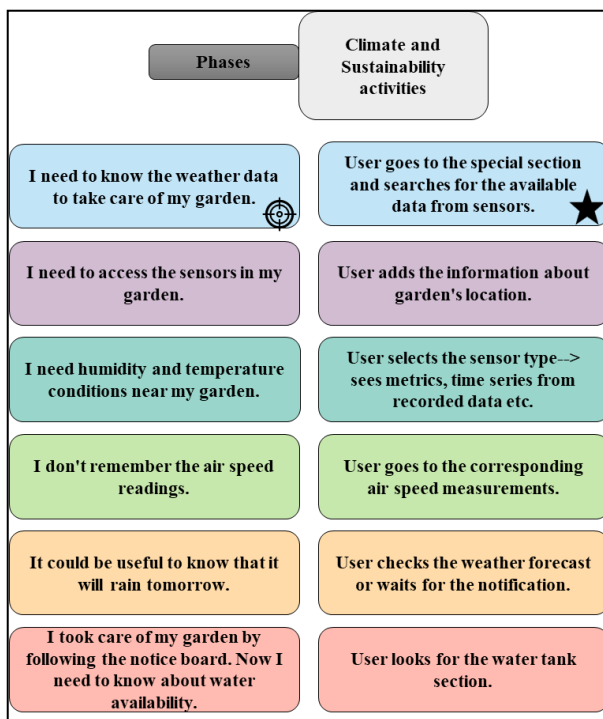 Phases
Climate and
Sustainability
activities
I need to know the weather data
to take care of my garden.
User goes to the special section
and searches for the available
data from sensors.
I need to access the sensors in my
garden.
User adds the information about
garden's location.
I need humidity and temperature
conditions near my garden.
User selects the sensor type-->
sees metrics, time series from
recorded data etc.
I don't remember the air speed
readings.
User goes to the corresponding
air speed measurements.
It could be useful to know that it
will rain tomorrow.
User checks the weather forecast
or waits for the notification.
I took care of my garden by
following the notice board. Now I
need to know about water
availability.
User looks for the water tank
section.